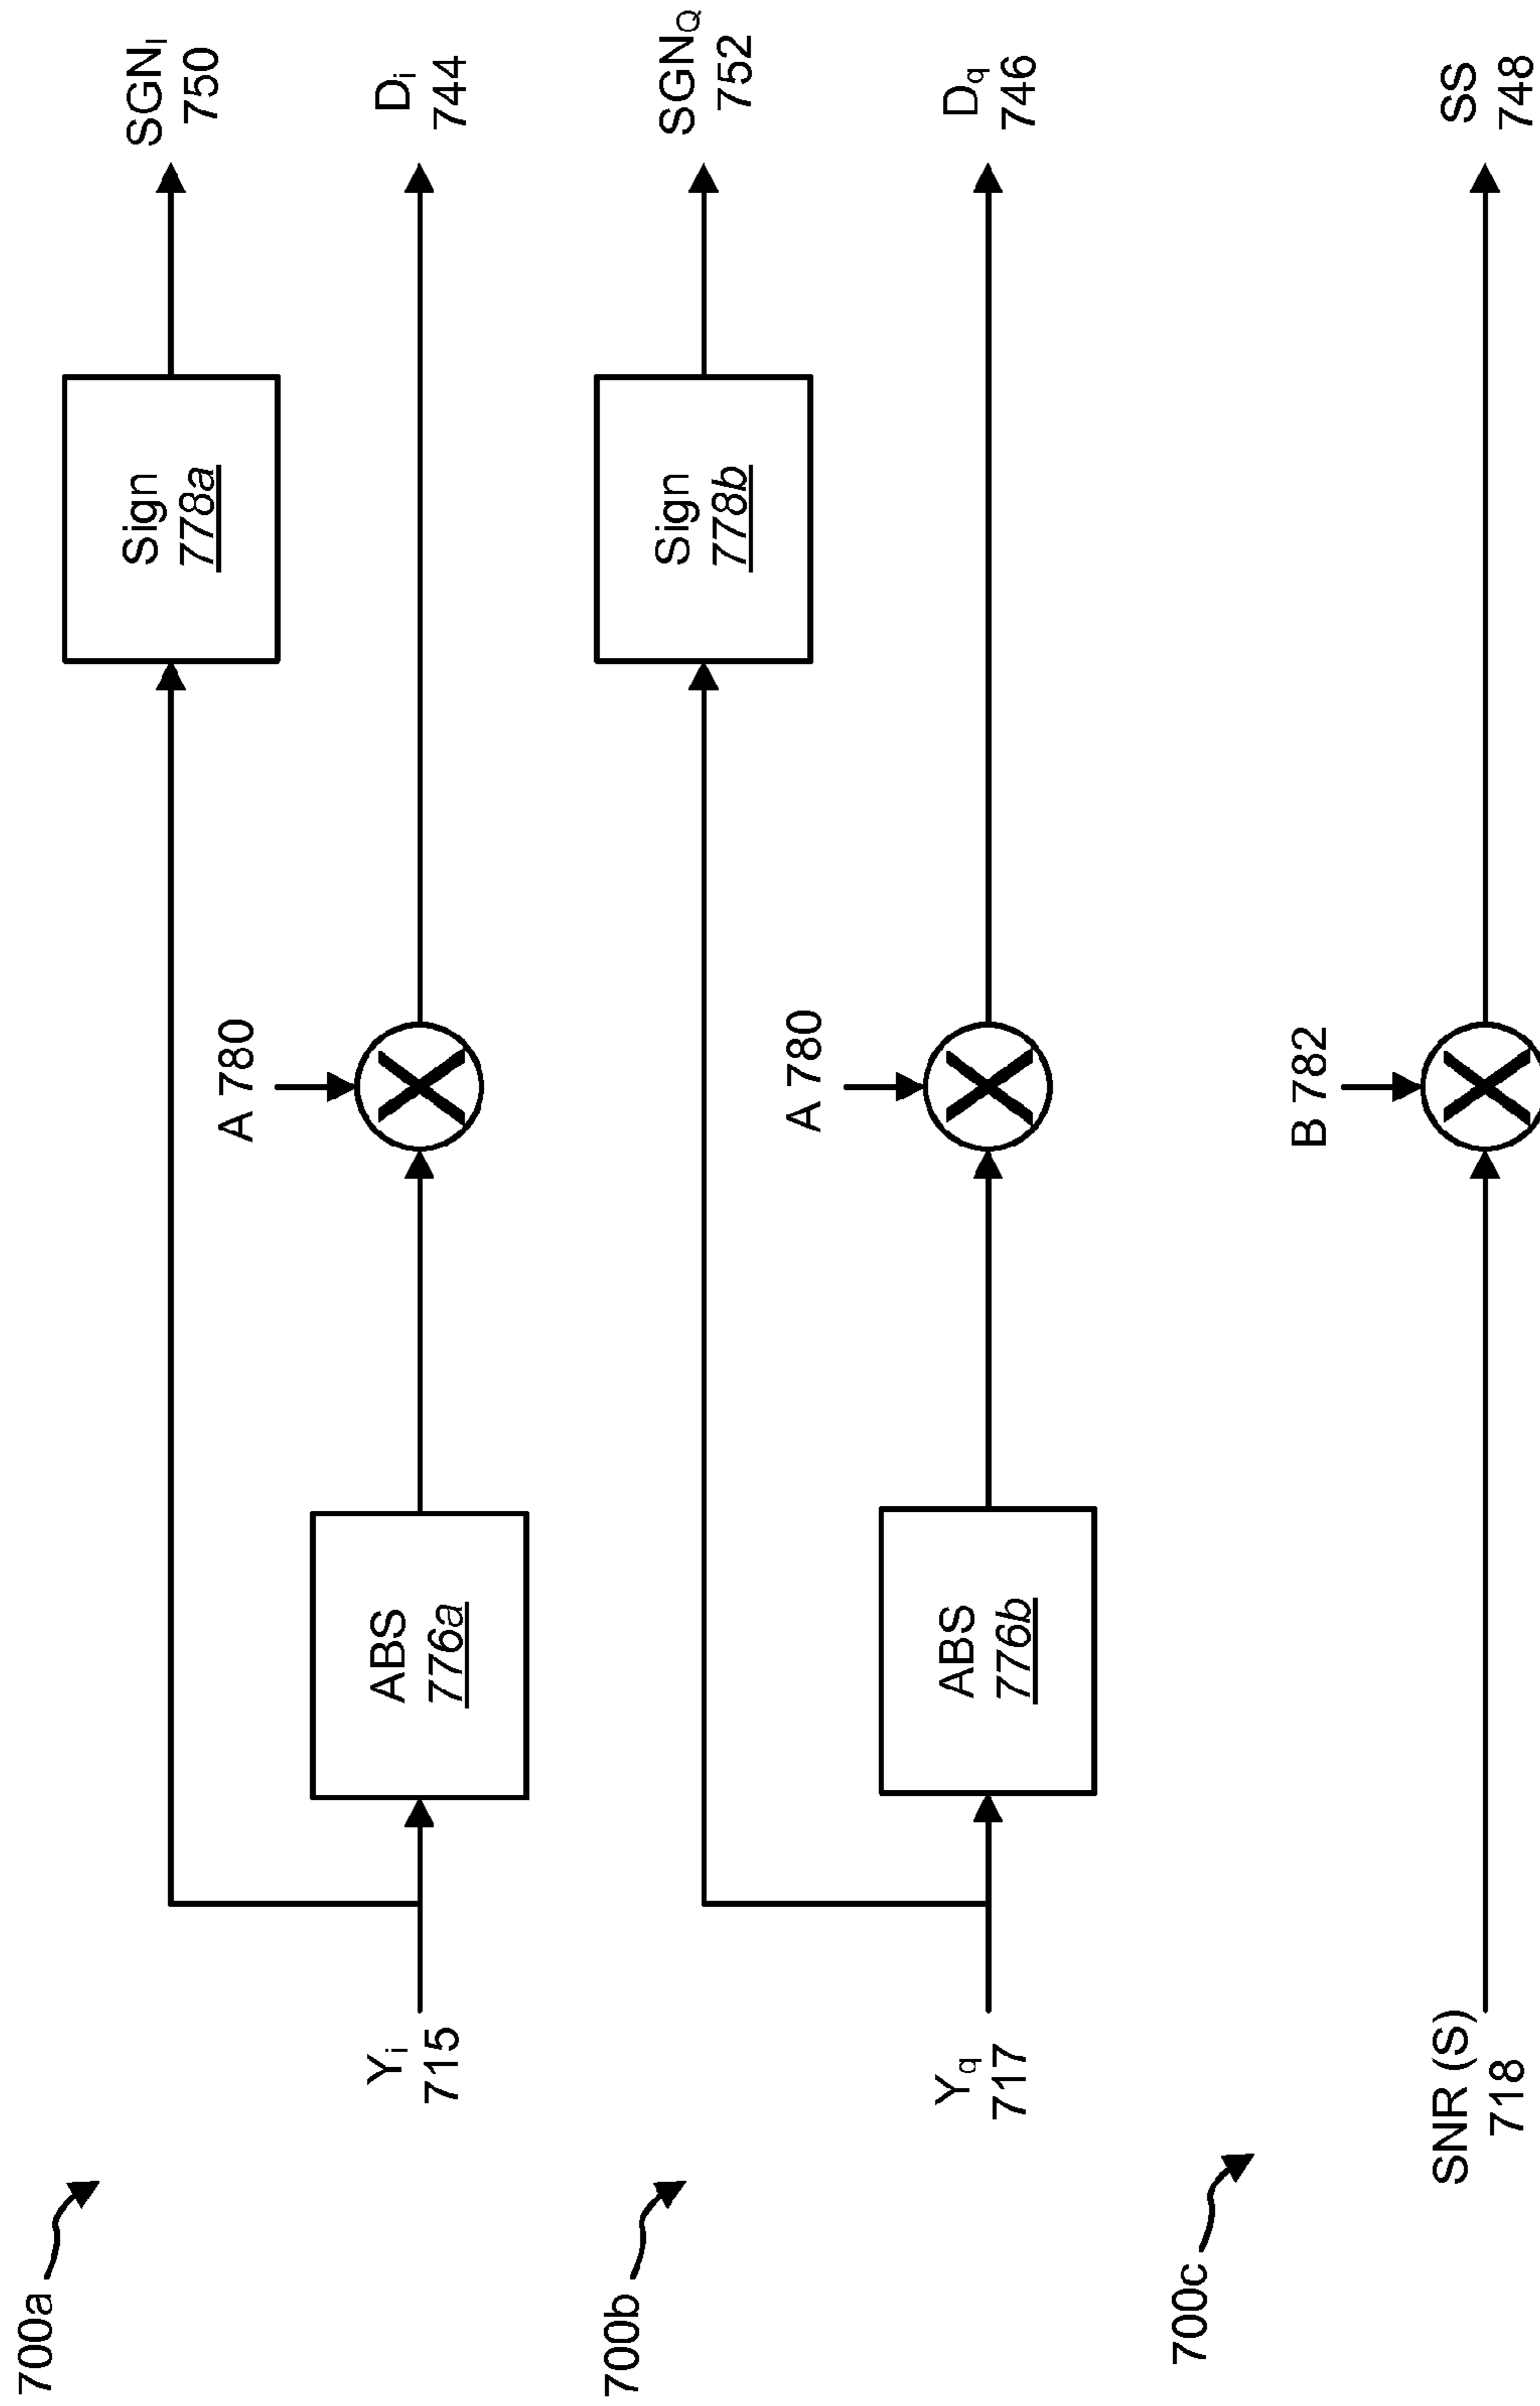 700a
SGNI
750
Sign
778a
A 780
Yi
715
ABS
776a
Di
744
700b
SGNQ
752
Sign
778b
A 780
Yq
717
ABS
776b
Dq
746
700c
B 782
SNR (S)
718
SS
748